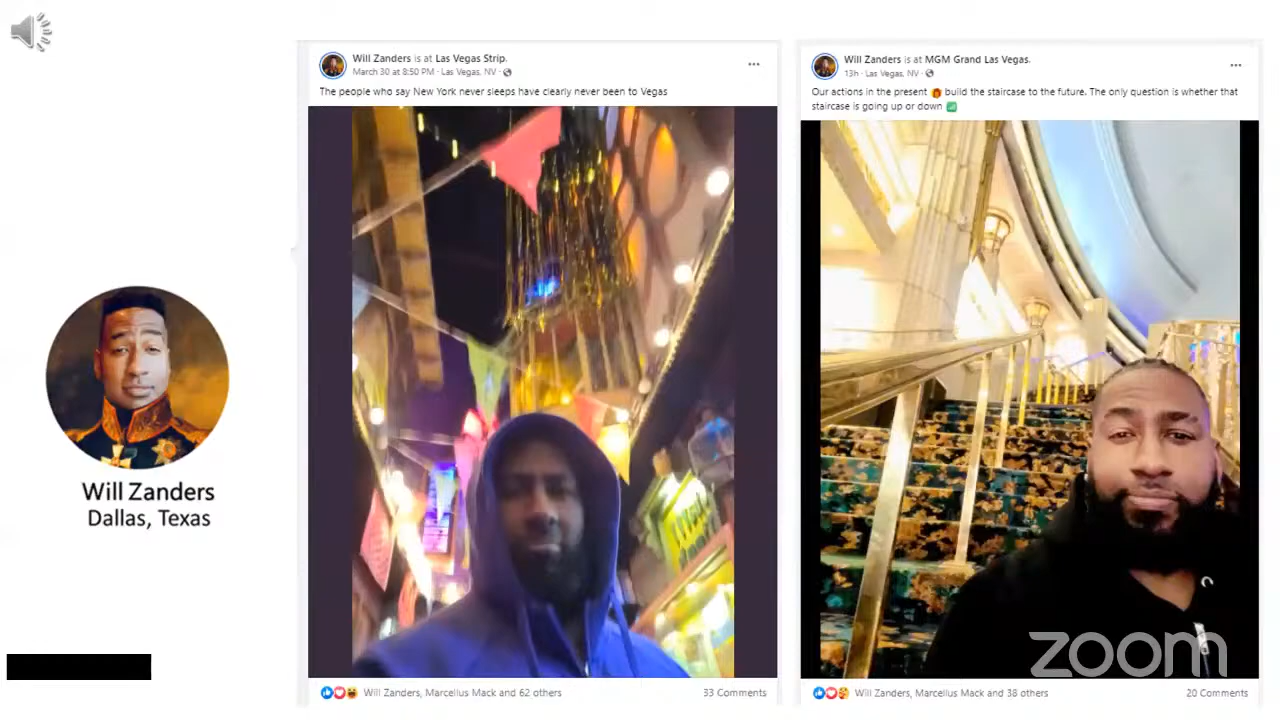 Will Zanders is at Las Vegas Strip.
March 30 at 8:50 PM · Las Vegas, NV ·
The people who say New York never sleeps have clearly never been to Vegas
Will Zanders, Marcellus Mack and 62 others
33 Comments
Will Zanders is at MGM Grand Las Vegas.
13h · Las Vegas, NV ·
Our actions in the present build the staircase to the future. The only question is whether that
staircase is going up or down
Will Zanders, Marcellus Mack and 38 others
20 Comments
Will Zanders
Dallas, Texas
zoom